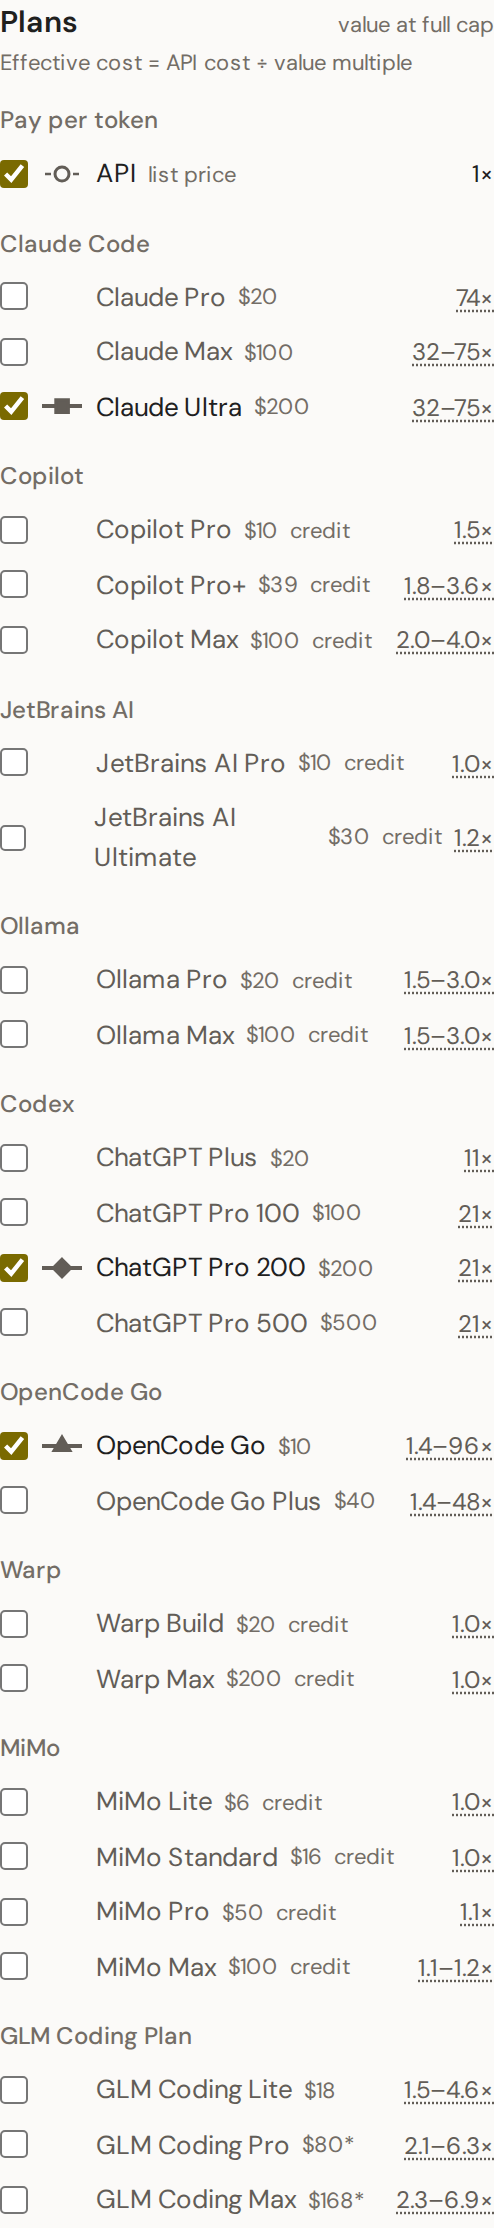 Plans value at full cap
Effective cost = API cost ÷ value multiple
Pay per token
API list price 1×
Claude Code
Claude Pro $20 74×
Claude Max $100 32–75×
Claude Ultra $200 32–75×
Copilot
Copilot Pro $10 credit 1.5×
Copilot Pro+ $39 credit 1.8–3.6×
Copilot Max $100 credit 2.0–4.0×
JetBrains AI
JetBrains AI Pro $10 credit 1.0×
JetBrains AI
Ultimate $30 credit 1.2×
Ollama
Ollama Pro $20 credit 1.5–3.0×
Ollama Max $100 credit 1.5–3.0×
Codex
ChatGPT Plus $20 11×
ChatGPT Pro 100 $100 21×
ChatGPT Pro 200 $200 21×
ChatGPT Pro 500 $500 21×
OpenCode Go
OpenCode Go $10 1.4–96×
OpenCode Go Plus $40 1.4–48×
Warp
Warp Build $20 credit 1.0×
Warp Max $200 credit 1.0×
MiMo
MiMo Lite $6 credit 1.0×
MiMo Standard $16 credit 1.0×
MiMo Pro $50 credit 1.1×
MiMo Max $100 credit 1.1–1.2×
GLM Coding Plan
GLM Coding Lite $18 1.5–4.6×
GLM Coding Pro $80* 2.1–6.3×
GLM Coding Max $168* 2.3–6.9×